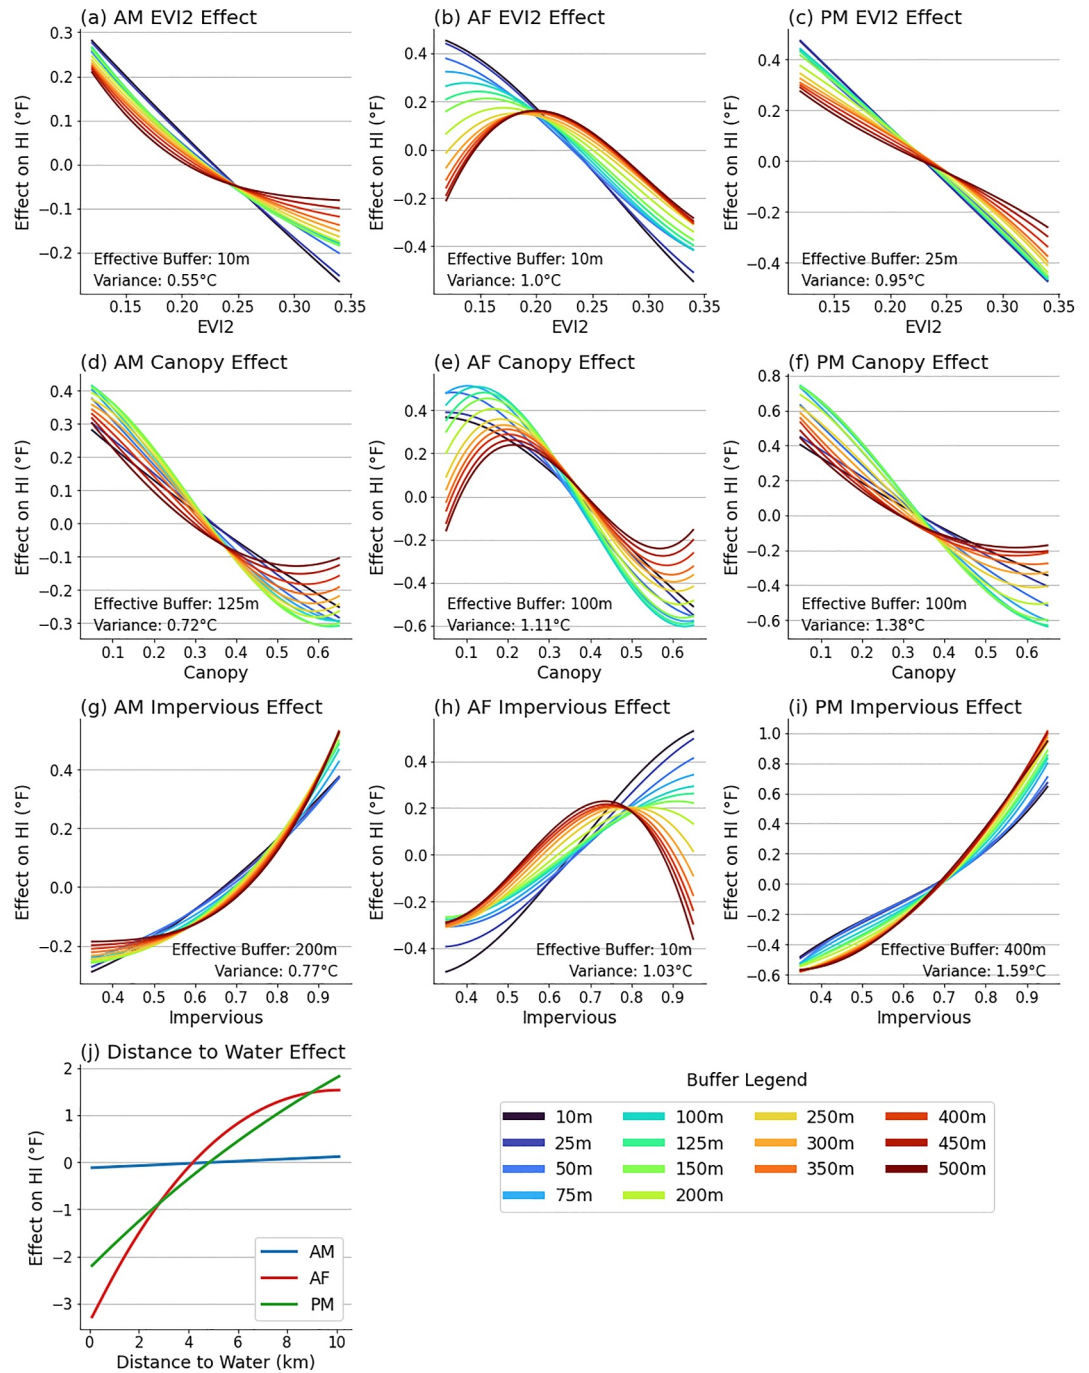 (a) AM EVI2 Effect
0.3
0.2
0.1
0.0
−0.1
−0.2
Effect on HI (°F)
Effective Buffer: 10m
Variance: 0.55°C
0.15 0.20 0.25 0.30 0.35
EVI2
(b) AF EVI2 Effect
0.4
0.2
0.0
−0.2
−0.4
Effect on HI (°F)
Effective Buffer: 10m
Variance: 1.0°C
0.15 0.20 0.25 0.30 0.35
EVI2
(c) PM EVI2 Effect
0.4
0.2
0.0
−0.2
−0.4
Effect on HI (°F)
Effective Buffer: 25m
Variance: 0.95°C
0.15 0.20 0.25 0.30 0.35
EVI2
(d) AM Canopy Effect
0.4
0.3
0.2
0.1
0.0
−0.1
−0.2
−0.3
Effect on HI (°F)
Effective Buffer: 125m
Variance: 0.72°C
0.1 0.2 0.3 0.4 0.5 0.6
Canopy
(e) AF Canopy Effect
0.4
0.2
0.0
−0.2
−0.4
−0.6
Effect on HI (°F)
Effective Buffer: 100m
Variance: 1.11°C
0.1 0.2 0.3 0.4 0.5 0.6
Canopy
(f) PM Canopy Effect
0.8
0.6
0.4
0.2
0.0
−0.2
−0.4
−0.6
Effect on HI (°F)
Effective Buffer: 100m
Variance: 1.38°C
0.1 0.2 0.3 0.4 0.5 0.6
Canopy
(g) AM Impervious Effect
0.4
0.2
0.0
−0.2
Effect on HI (°F)
Effective Buffer: 200m
Variance: 0.77°C
0.4 0.5 0.6 0.7 0.8 0.9
Impervious
(h) AF Impervious Effect
0.4
0.2
0.0
−0.2
−0.4
Effect on HI (°F)
Effective Buffer: 10m
Variance: 1.03°C
0.4 0.5 0.6 0.7 0.8 0.9
Impervious
(i) PM Impervious Effect
1.0
0.8
0.6
0.4
0.2
0.0
−0.2
−0.4
−0.6
Effect on HI (°F)
Effective Buffer: 400m
Variance: 1.59°C
0.4 0.5 0.6 0.7 0.8 0.9
Impervious
(j) Distance to Water Effect
2
1
0
−1
−2
−3
Effect on HI (°F)
AM
AF
PM
0 2 4 6 8 10
Distance to Water (km)
Buffer Legend
10m 100m 250m 400m
25m 125m 300m 450m
50m 150m 350m 500m
75m 200m